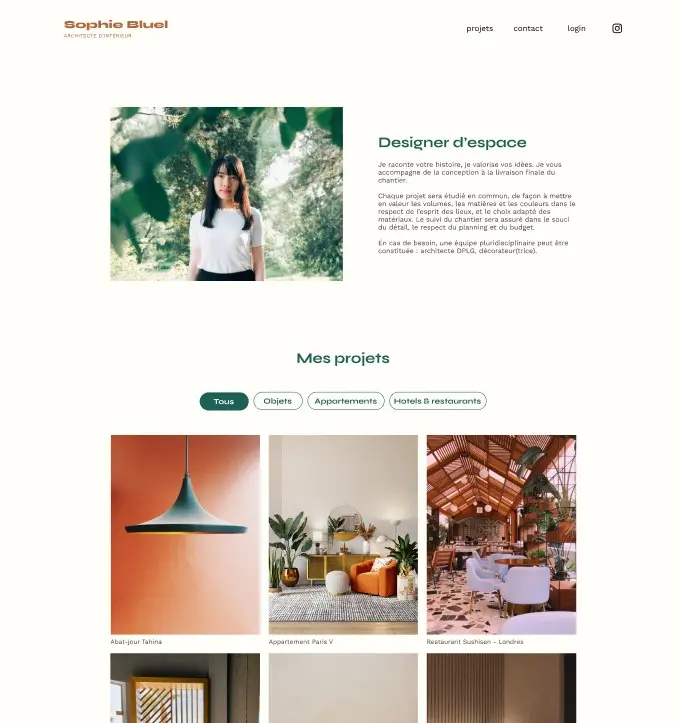 Sophie Bluel
ARCHITECTE D'INTÉRIEUR
projets
contact
login
Designer d'espace
Je raconte votre histoire, je valorise vos idées. Je vous
accompagne de la conception à la livraison finale du
chantier.
Chaque projet sera étudié en commun, de façon à mettre
en valeur les volumes, les matières et les couleurs dans le
respect de l'esprit des lieux, et le choix adapté des
matériaux. Le suivi du chantier sera assuré dans le souci
du détail, le respect du planning et du budget.
En cas de besoin, une équipe pluridisciplinaire peut être
constituée : architecte DPLG, décorateur(trice).
Mes projets
Tous
Objets
Appartements
Hotels & restaurants
Abat-jour Tahina
Appartement Paris V
Restaurant Sushisen - Londres